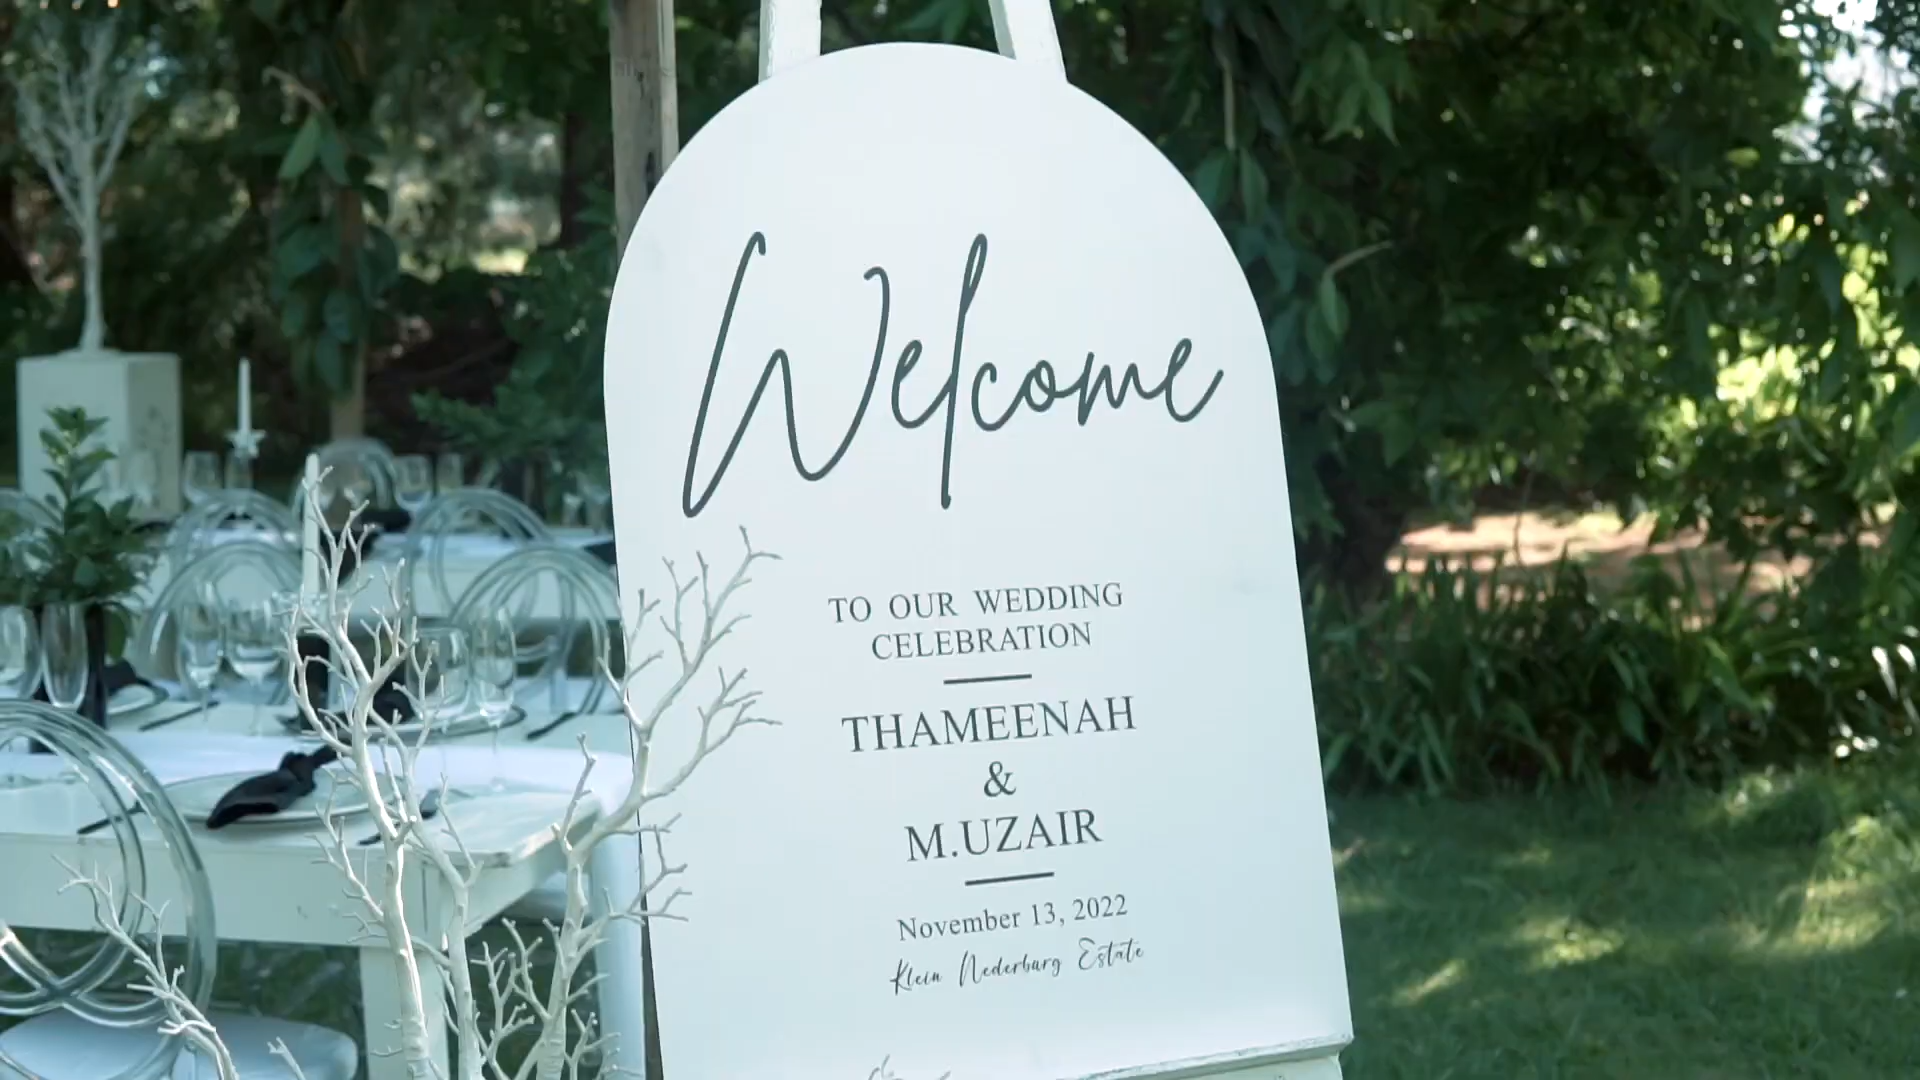 Welcome
TO OUR WEDDING
CELEBRATION
THAMEENAH
&
M.UZAIR
November 13, 2022
Klein Nederburg Estate